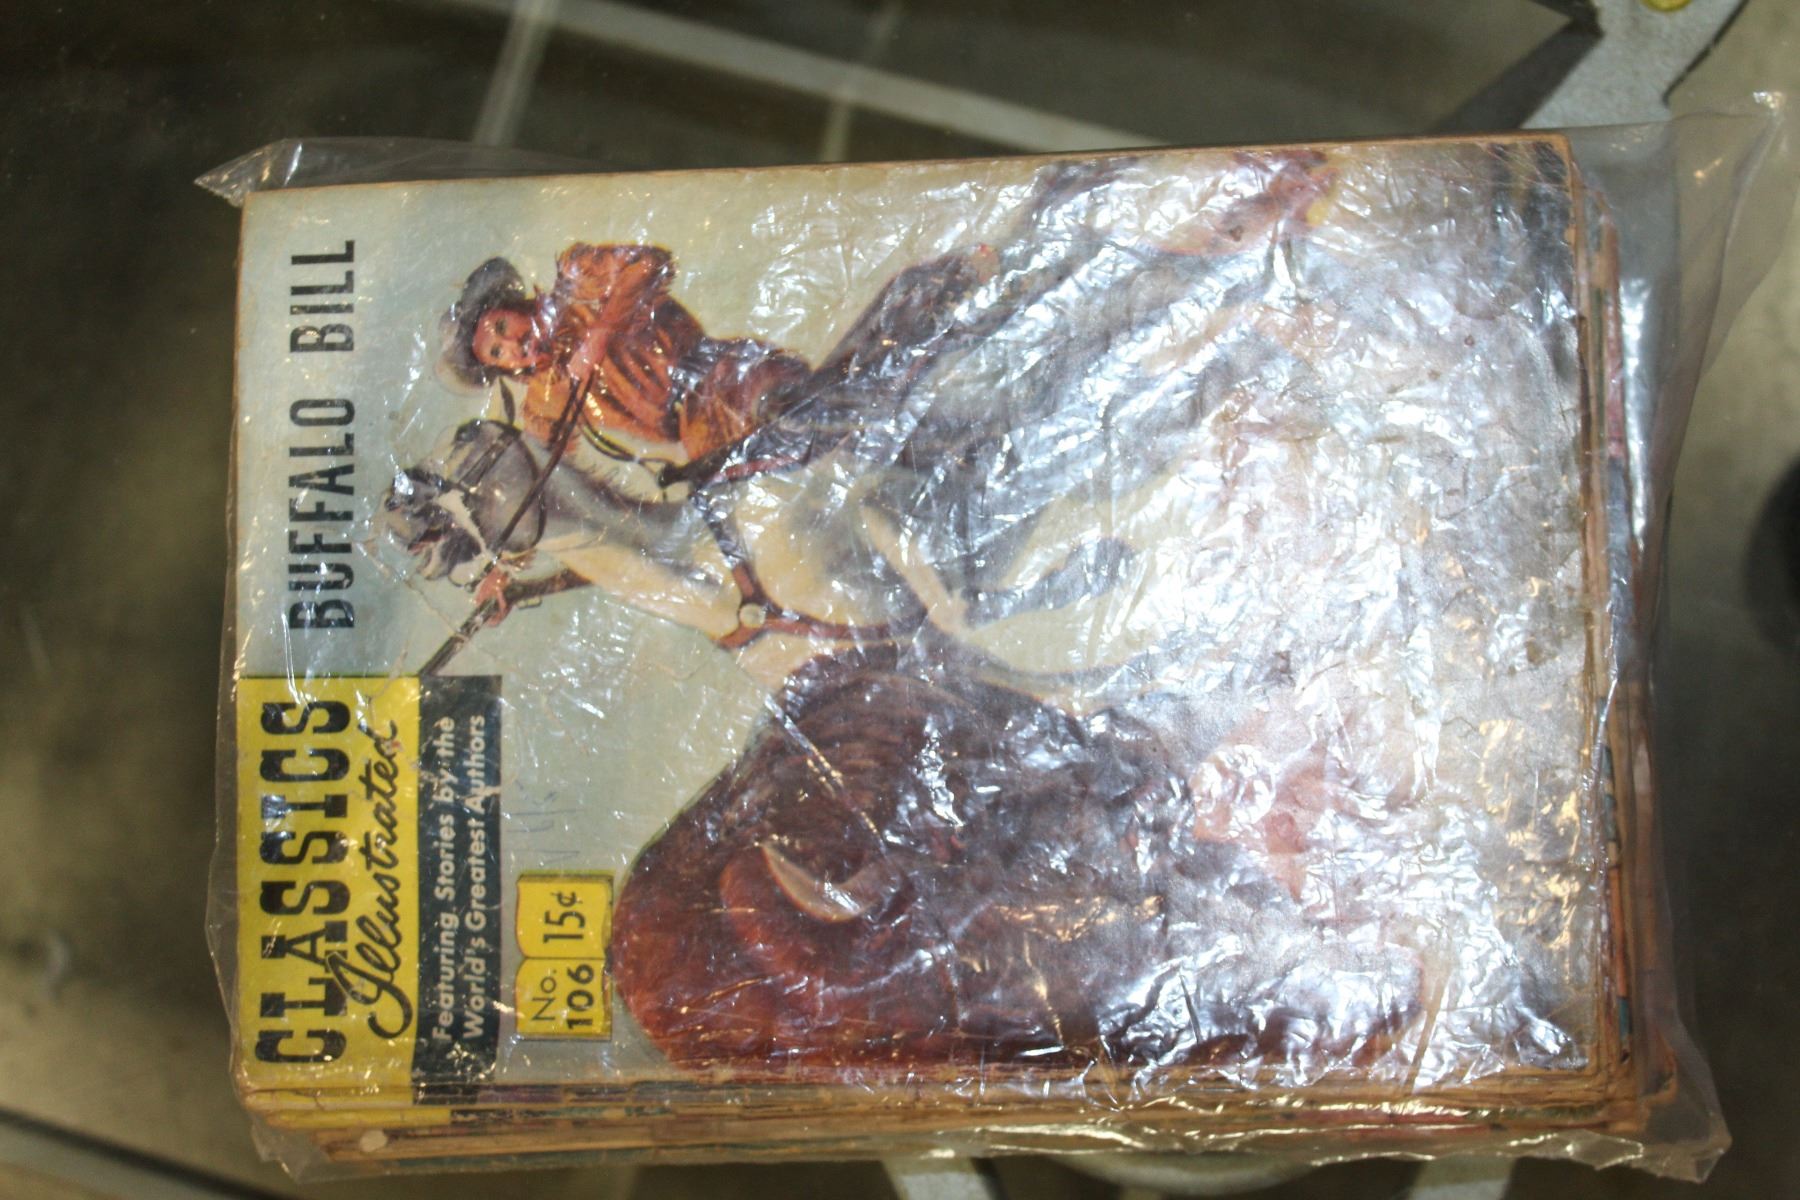 CLASSICS
Illustrated
Featuring Stories by the
World's Greatest Authors
BUFFALO BILL
No. 15¢
106